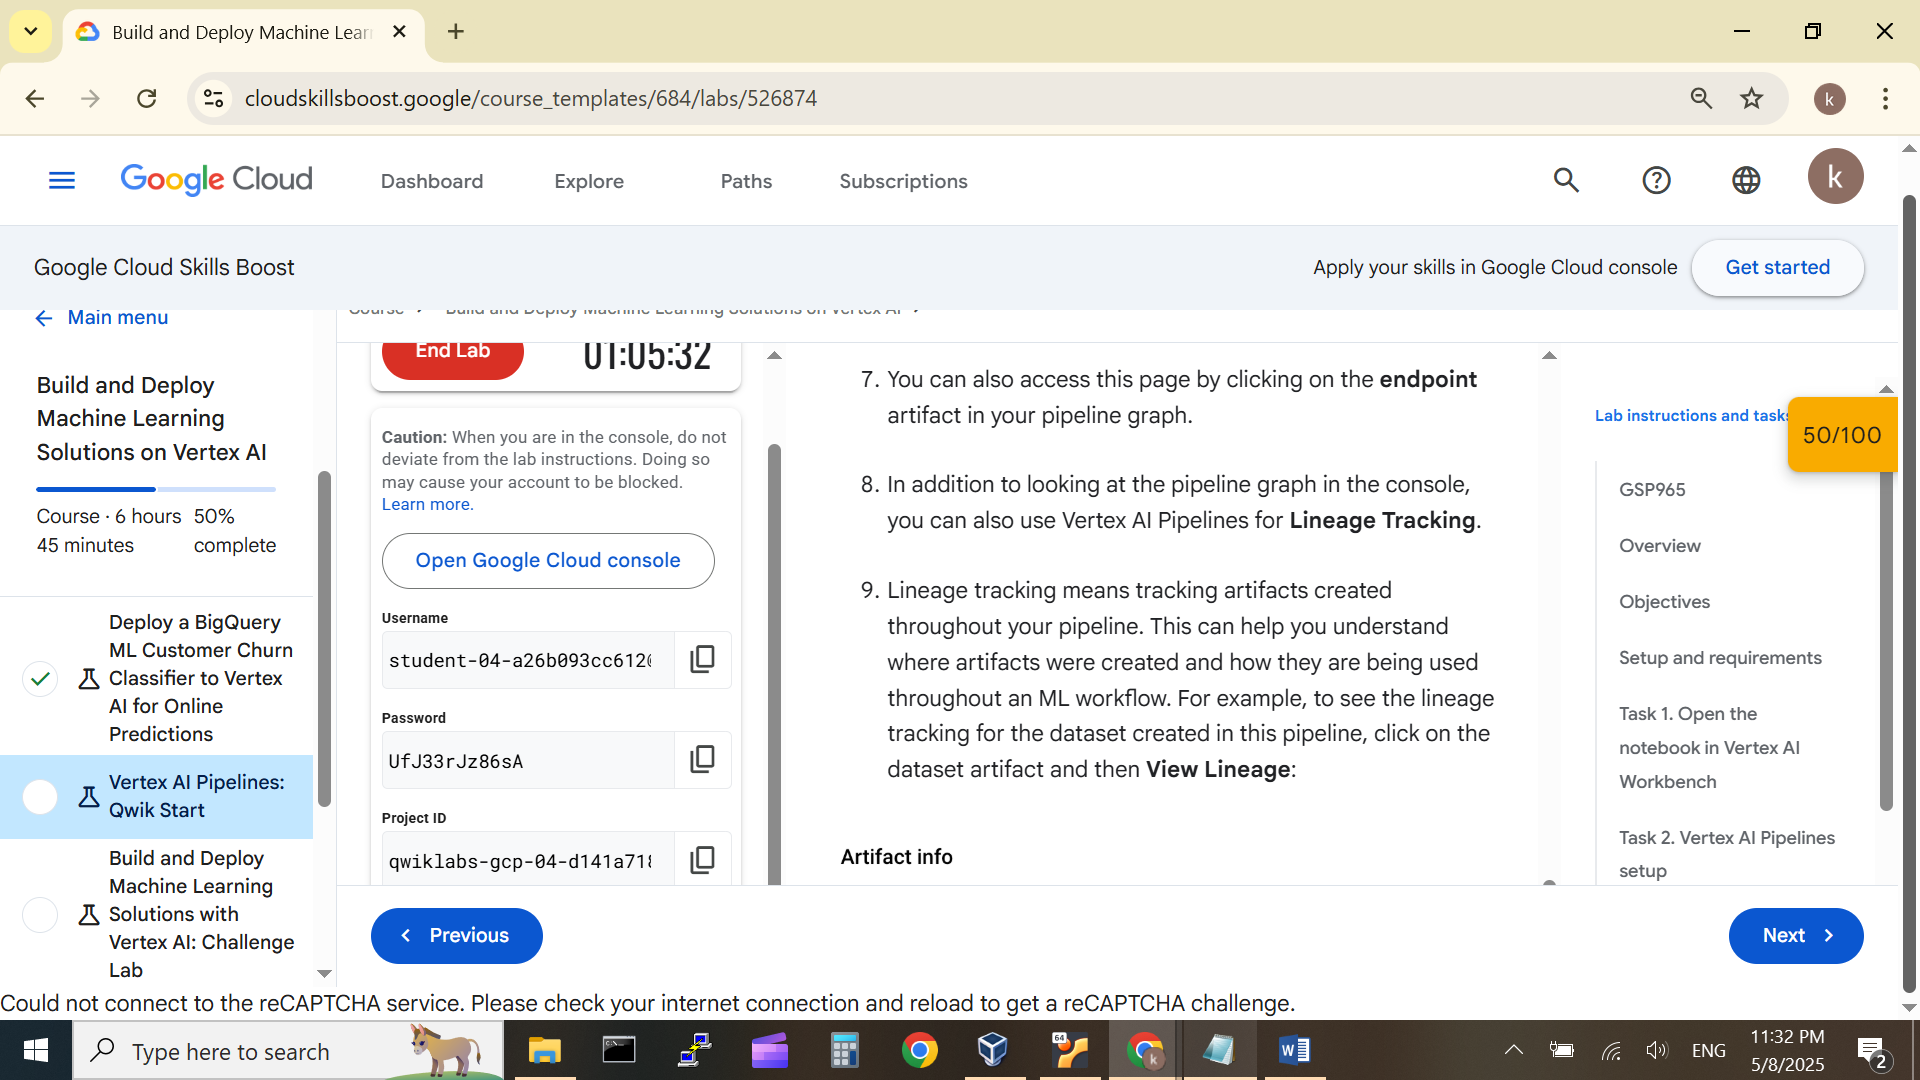 Build and Deploy Machine Lear
cloudskillsboost.google/course_templates/684/labs/526874
k
Google Cloud
Dashboard
Explore
Paths
Subscriptions
k
Google Cloud Skills Boost
Apply your skills in Google Cloud console
Get started
Main menu
Course
Build and Deploy Machine Learning Solutions on Vertex AI
Build and Deploy
Machine Learning
Solutions on Vertex AI
Course · 6 hours
45 minutes
50%
complete
Deploy a BigQuery
ML Customer Churn
Classifier to Vertex
AI for Online
Predictions
Vertex AI Pipelines:
Qwik Start
Build and Deploy
Machine Learning
Solutions with
Vertex AI: Challenge
Lab
End Lab
01:05:32
Caution: When you are in the console, do not
deviate from the lab instructions. Doing so
may cause your account to be blocked.
Learn more.
Open Google Cloud console
Username
student-04-a26b093cc612@
Password
UfJ33rJz86sA
Project ID
qwiklabs-gcp-04-d141a718
7. You can also access this page by clicking on the endpoint
artifact in your pipeline graph.
8. In addition to looking at the pipeline graph in the console,
you can also use Vertex AI Pipelines for Lineage Tracking.
9. Lineage tracking means tracking artifacts created
throughout your pipeline. This can help you understand
where artifacts were created and how they are being used
throughout an ML workflow. For example, to see the lineage
tracking for the dataset created in this pipeline, click on the
dataset artifact and then View Lineage:
Artifact info
Lab instructions and tasks
50/100
GSP965
Overview
Objectives
Setup and requirements
Task 1. Open the
notebook in Vertex AI
Workbench
Task 2. Vertex AI Pipelines
setup
Previous
Next
Could not connect to the reCAPTCHA service. Please check your internet connection and reload to get a reCAPTCHA challenge.
Type here to search
64
k
ENG
11:32 PM
5/8/2025
2